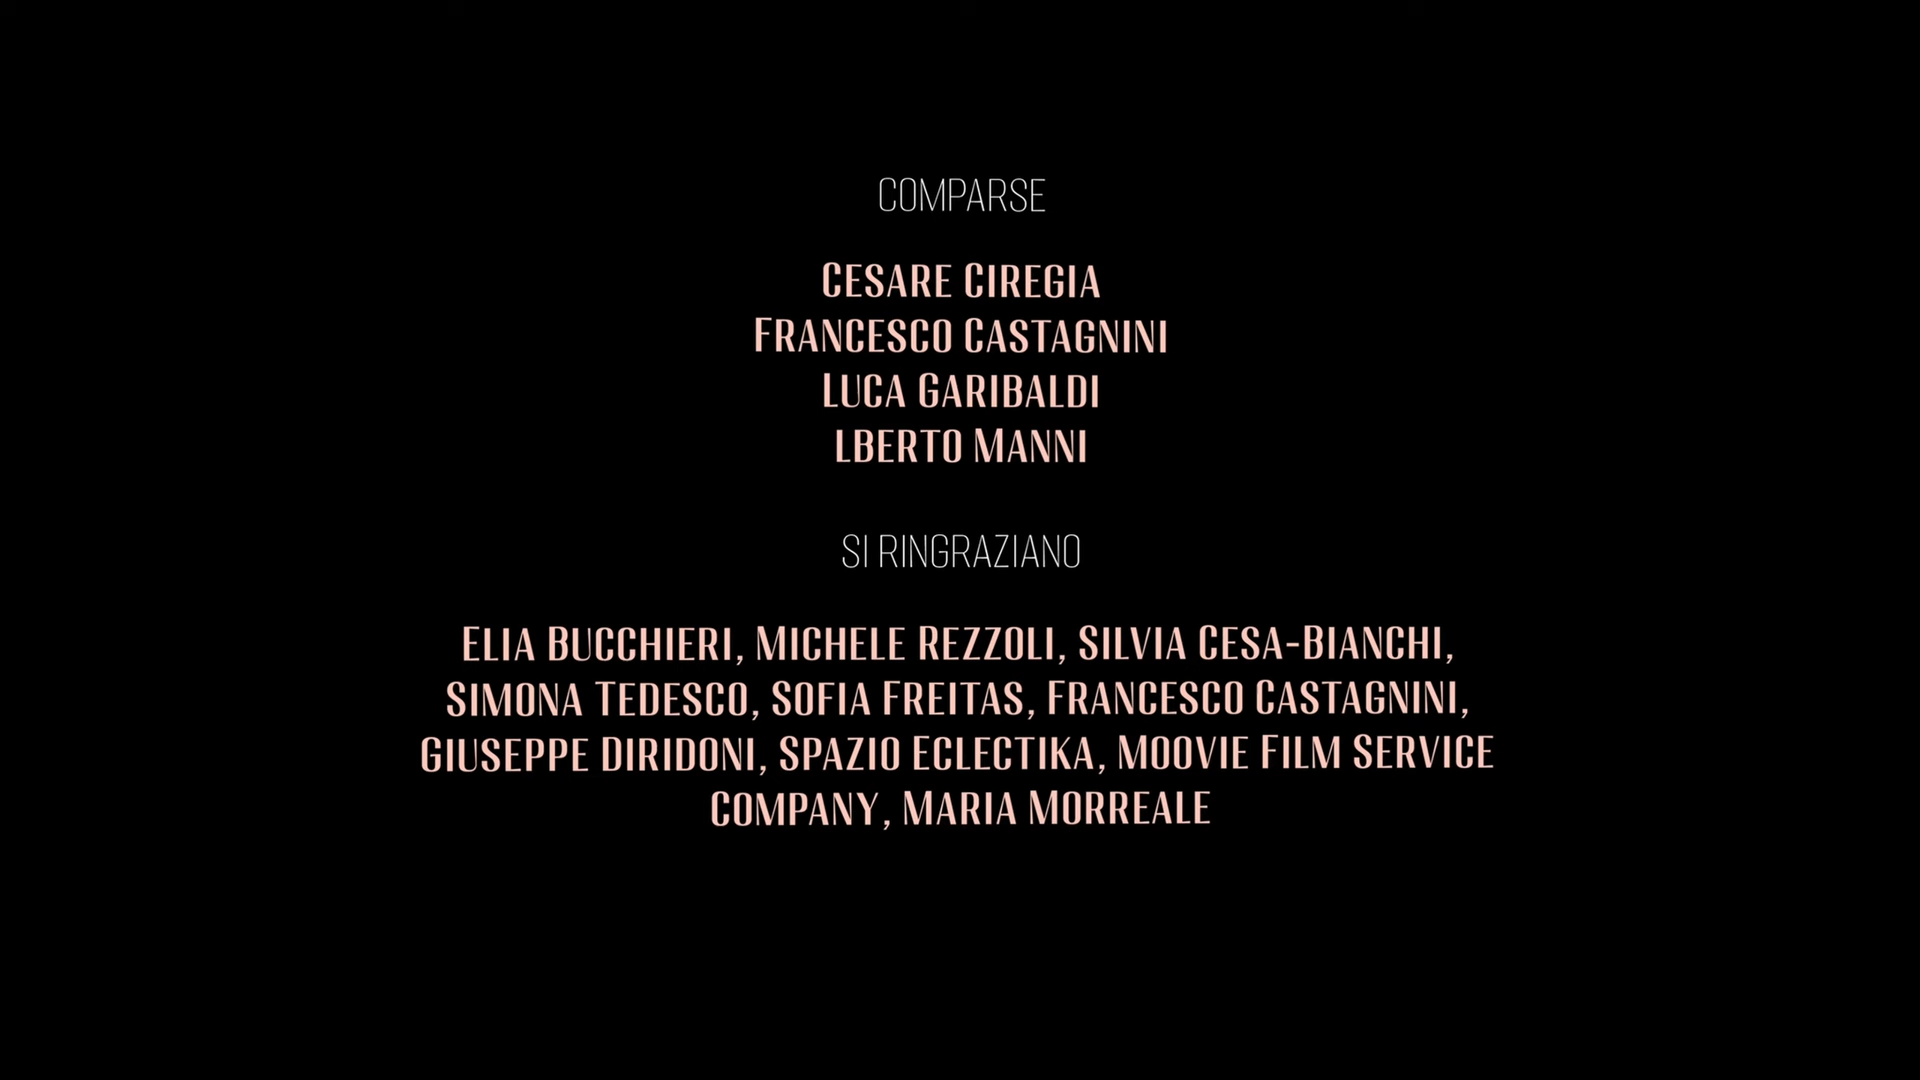 COMPARSE
CESARE CIREGIA
FRANCESCO CASTAGNINI
LUCA GARIBALDI
LBERTO MANNI
SI RINGRAZIANO
ELIA BUCCHIERI, MICHELE REZZOLI, SILVIA CESA-BIANCHI,
SIMONA TEDESCO, SOFIA FREITAS, FRANCESCO CASTAGNINI,
GIUSEPPE DIRIDONI, SPAZIO ECLECTIKA, MOOVIE FILM SERVICE
COMPANY, MARIA MORREALE